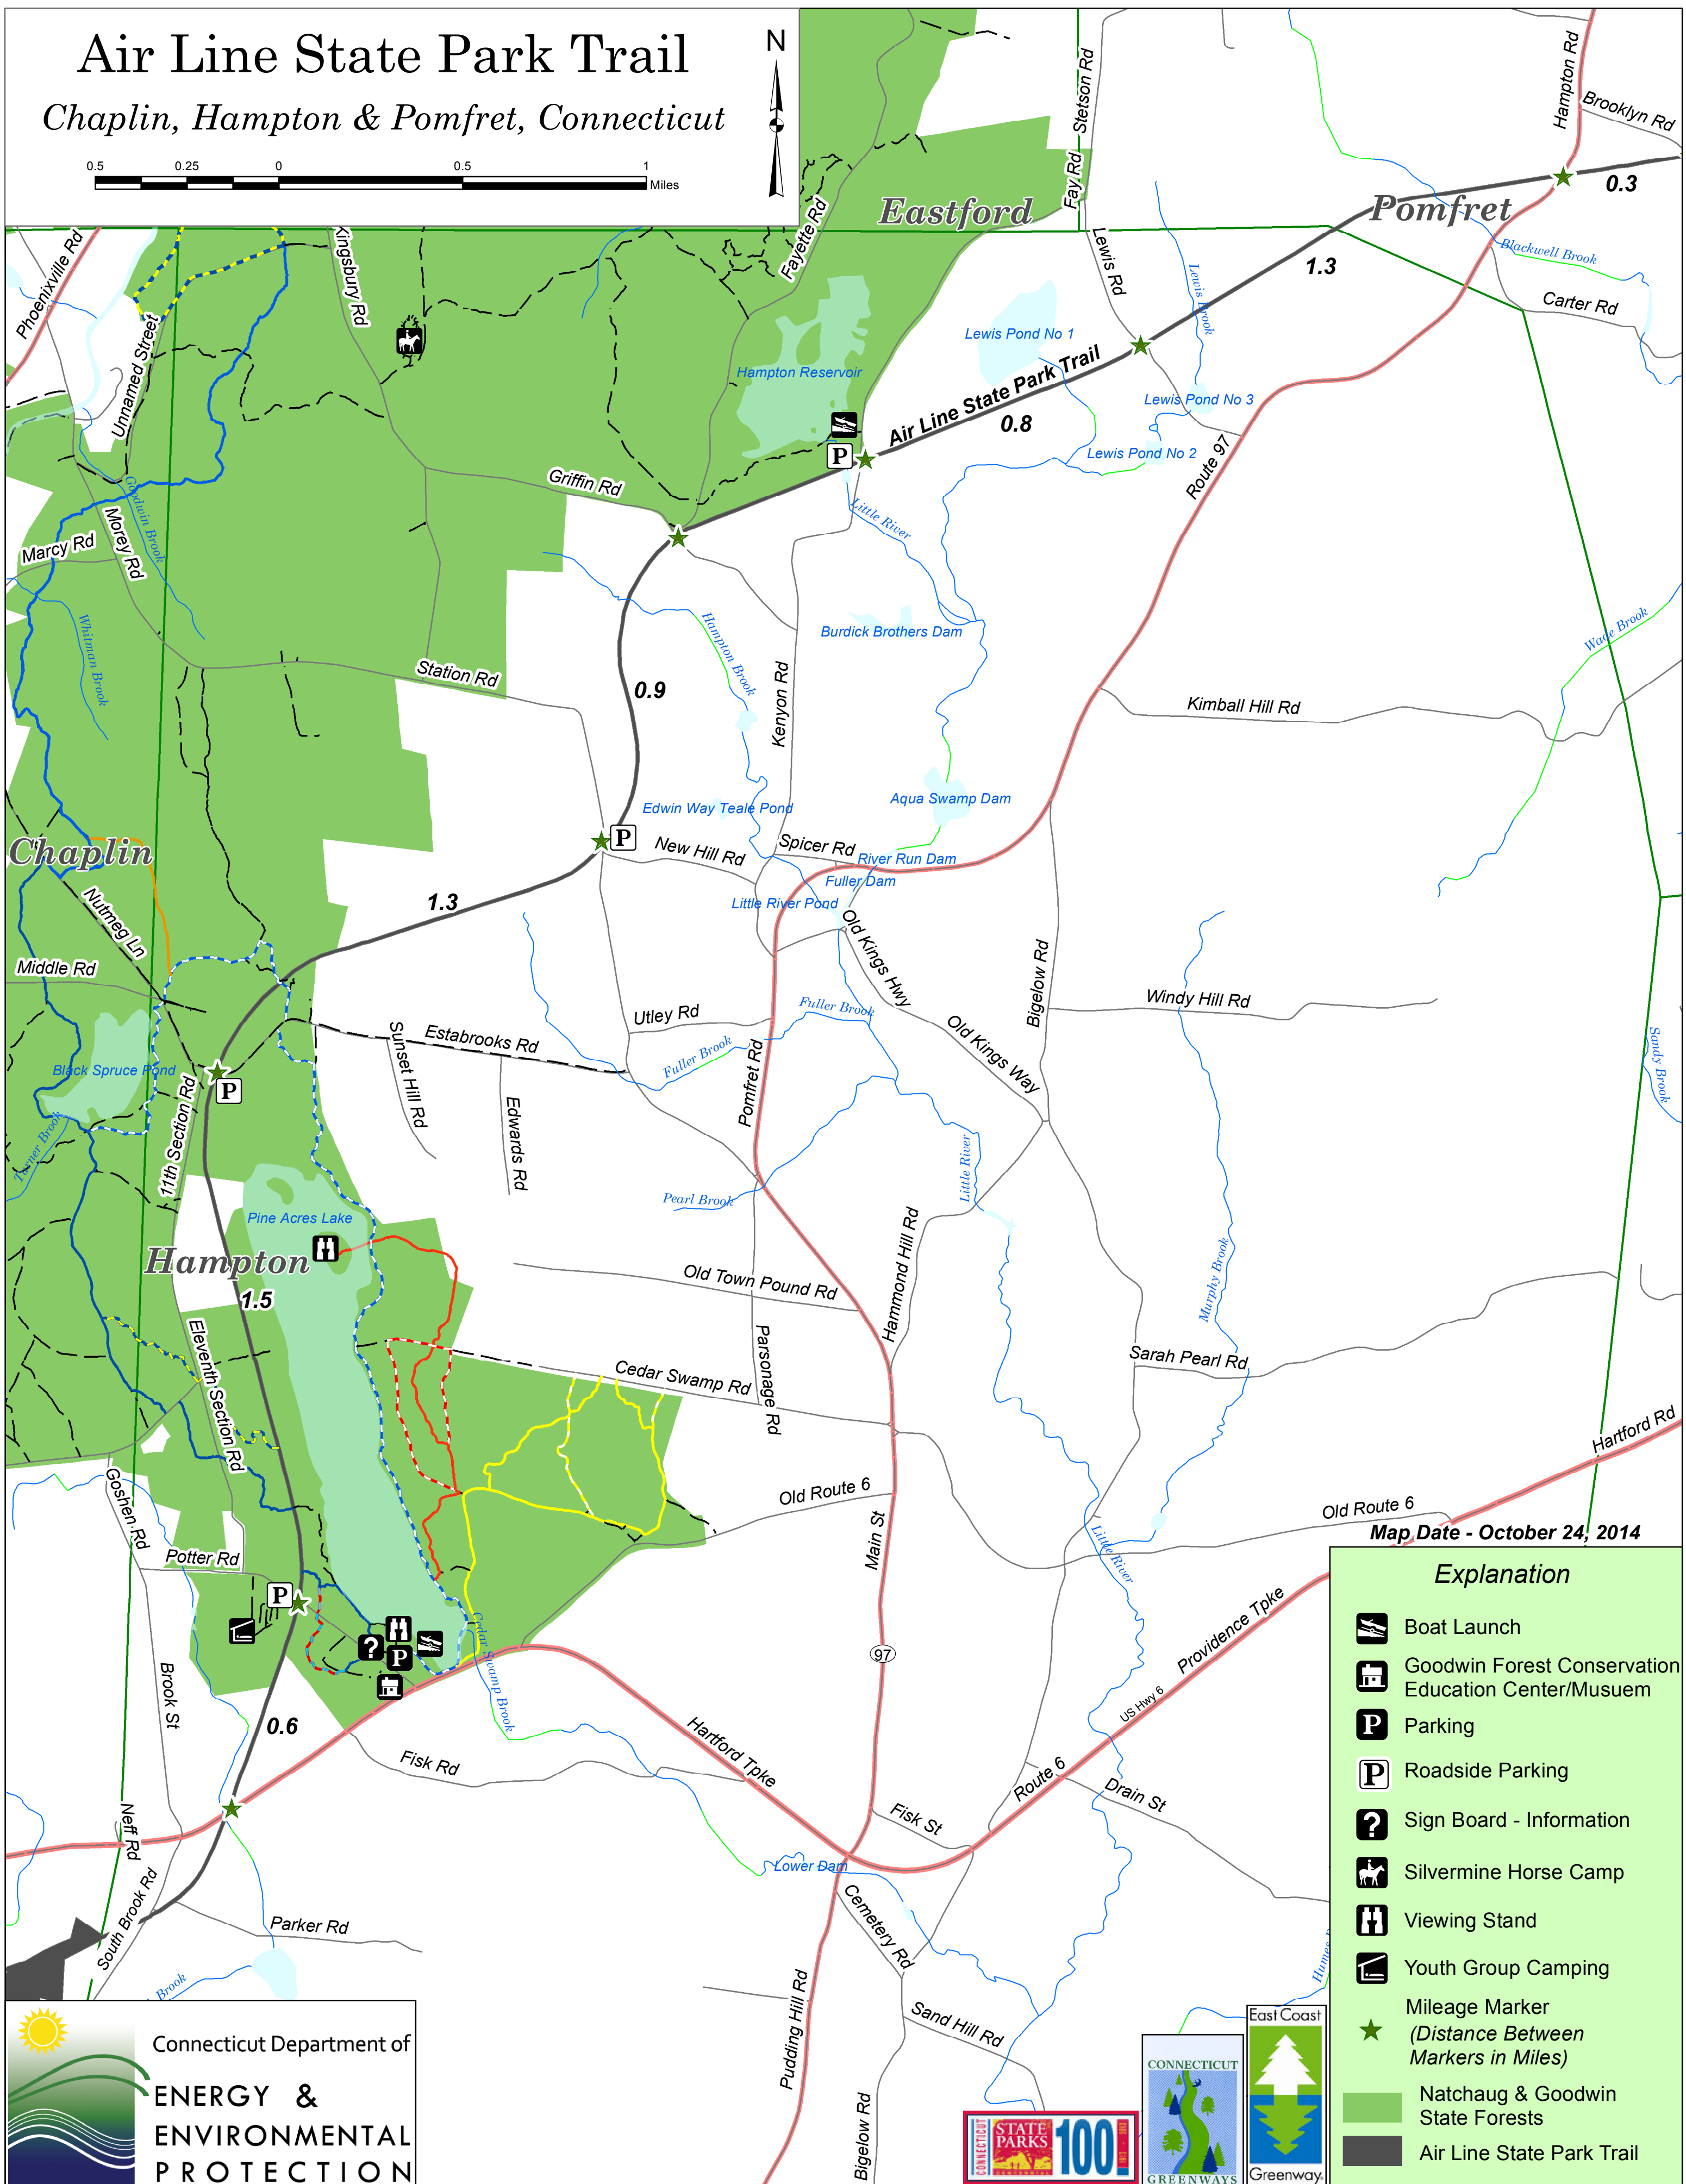 Air Line State Park Trail
Chaplin, Hampton & Pomfret, Connecticut
N
0.5 0.25 0 0.5 1
Miles
Hampton Rd
Brooklyn Rd
Stetson Rd
Fay Rd
0.3
Eastford
Pomfret
Fayette Rd
Kingsbury Rd
Phoenixville Rd
Lewis Rd
Lewis Brook
1.3
Blackwell Brook
Carter Rd
Unnamed Street
Lewis Pond No 1
Hampton Reservoir
Air Line State Park Trail
0.8
Lewis Pond No 3
Lewis Pond No 2
Route 97
P
Griffin Rd
Goodwin Brook
Morey Rd
Marcy Rd
Little River
Whitman Brook
Hampton Brook
Burdick Brothers Dam
Wade Brook
Station Rd
0.9
Kenyon Rd
Kimball Hill Rd
Edwin Way Teale Pond
Aqua Swamp Dam
P
New Hill Rd
Spicer Rd
River Run Dam
Fuller Dam
Little River Pond
Chaplin
1.3
Nutmeg Ln
Middle Rd
Old Kings Hwy
Bigelow Rd
Windy Hill Rd
Utley Rd
Fuller Brook
Fuller Brook
Estabrooks Rd
Sunset Hill Rd
Edwards Rd
Old Kings Way
Pomfret Rd
Sandy Brook
Black Spruce Pond
P
11th Section Rd
Turner Brook
Pearl Brook
Little River
Pine Acres Lake
Hampton
1.5
Hammond Hill Rd
Murphy Brook
Old Town Pound Rd
Parsonage Rd
Eleventh Section Rd
Cedar Swamp Rd
Sarah Pearl Rd
Hartford Rd
Goshen Rd
Old Route 6
Main St
Old Route 6
Little River
Potter Rd
P
?
P
Cedar Swamp Brook
97
Providence Tpke
US Hwy 6
Brook St
0.6
Hartford Tpke
Fisk Rd
Route 6
Drain St
Fisk St
Neff Rd
Lower Dam
South Brook Rd
Parker Rd
Cemetery Rd
Brook
Pudding Hill Rd
Sand Hill Rd
Bigelow Rd
Map Date - October 24, 2014
Explanation
Boat Launch
Goodwin Forest Conservation
Education Center/Musuem
P Parking
P Roadside Parking
? Sign Board - Information
Silvermine Horse Camp
Viewing Stand
Youth Group Camping
Mileage Marker
(Distance Between
Markers in Miles)
Natchaug & Goodwin
State Forests
Air Line State Park Trail
Connecticut Department of
ENERGY &
ENVIRONMENTAL
PROTECTION
CONNECTICUT
STATE
PARKS
CENTENNIAL
100
CONNECTICUT
GREENWAYS
East Coast
Greenway